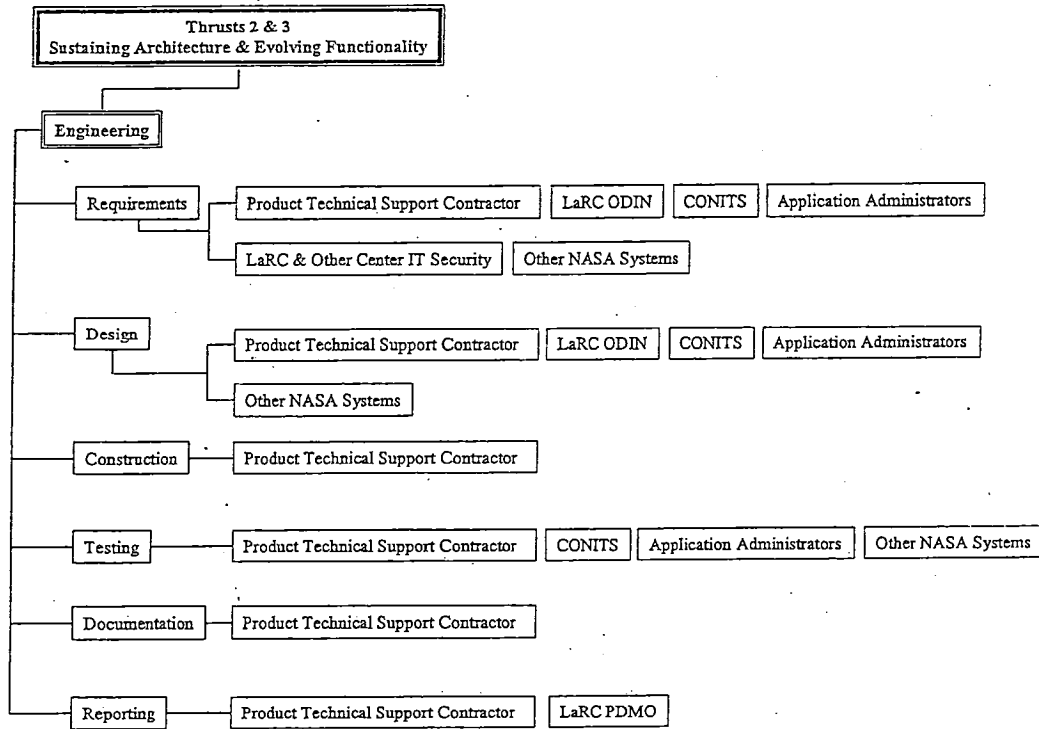 Thrusts 2 & 3
Sustaining Architecture & Evolving Functionality
Engineering
Requirements Product Technical Support Contractor LaRC ODIN CONITS Application Administrators
LaRC & Other Center IT Security Other NASA Systems
Design Product Technical Support Contractor LaRC ODIN CONITS Application Administrators
Other NASA Systems
Construction Product Technical Support Contractor
Testing Product Technical Support Contractor CONITS Application Administrators Other NASA Systems
Documentation Product Technical Support Contractor
Reporting Product Technical Support Contractor LaRC PDMO